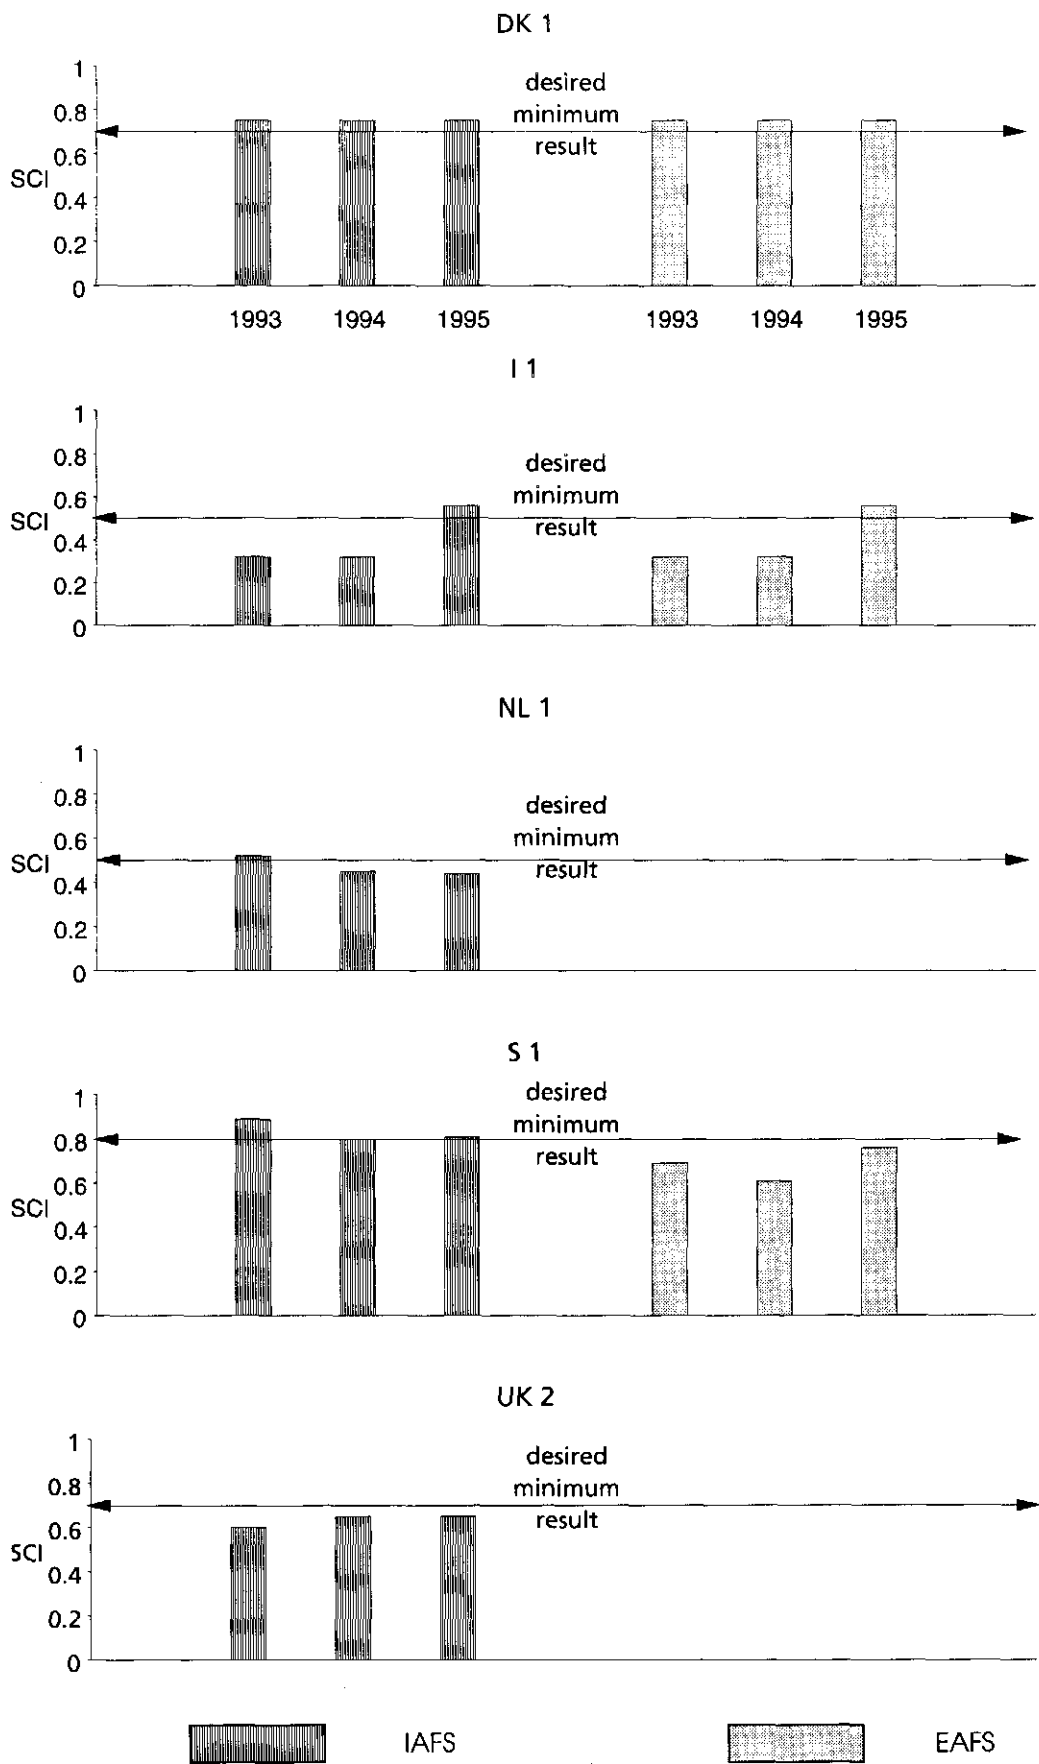 DK 1
1
0.8
0.6
SCI
0.4
0.2
0
desired
minimum
result
1993 1994 1995 1993 1994 1995
I 1
1
0.8
0.6
SCI
0.4
0.2
0
desired
minimum
result
NL 1
1
0.8
0.6
SCI
0.4
0.2
0
desired
minimum
result
S 1
1
0.8
0.6
SCI
0.4
0.2
0
desired
minimum
result
UK 2
1
0.8
0.6
SCI
0.4
0.2
0
desired
minimum
result
IAFS EAFS